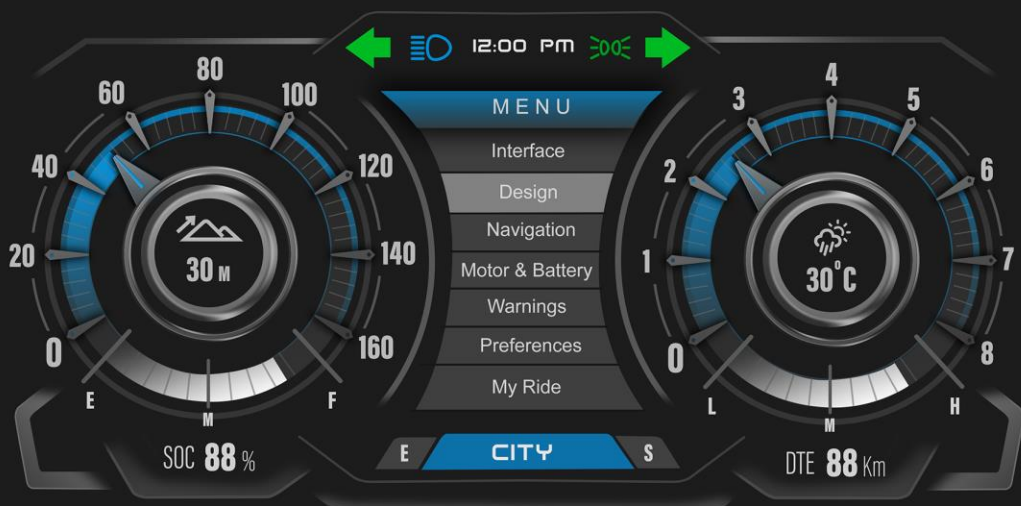 12:00 PM
80
60
100
40
120
20
140
0
160
E
M
F
30 M
SOC 88 %
MENU
Interface
Design
Navigation
Motor & Battery
Warnings
Preferences
My Ride
E
CITY
S
4
3
5
2
6
1
7
0
8
L
M
H
30°C
DTE 88 Km